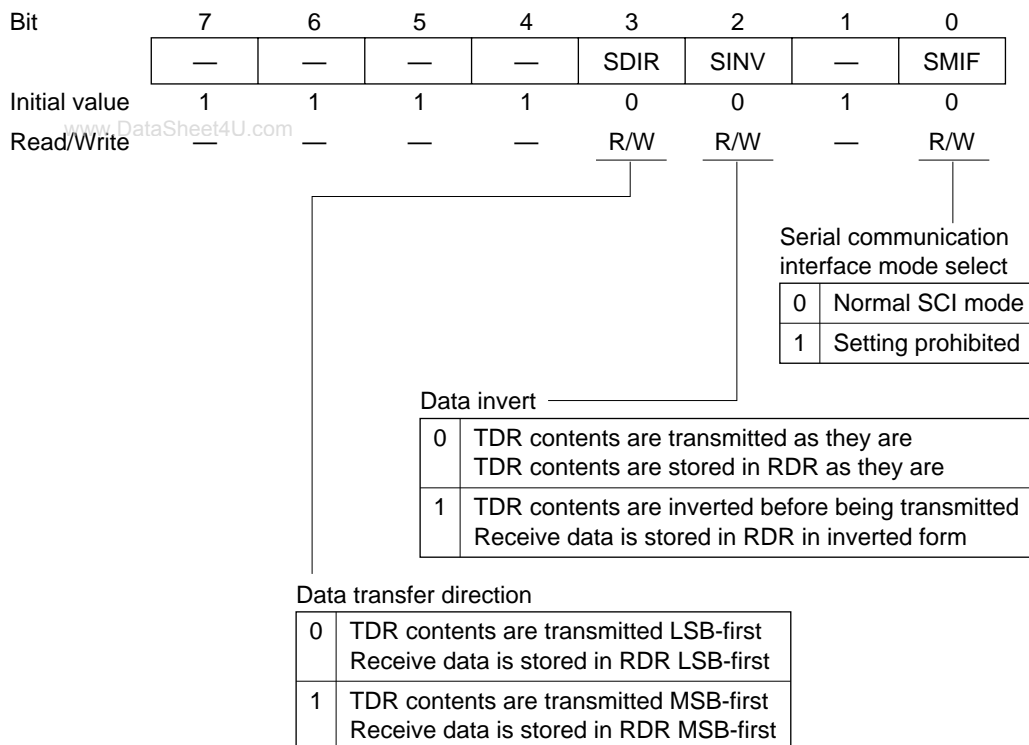 Bit 7 6 5 4 3 2 1 0
— — — — SDIR SINV — SMIF
Initial value 1 1 1 1 0 0 1 0
www.DataSheet4U.com
Read/Write — — — — R/W R/W — R/W
Serial communication
interface mode select
0 Normal SCI mode
1 Setting prohibited
Data invert
0 TDR contents are transmitted as they are
TDR contents are stored in RDR as they are
1 TDR contents are inverted before being transmitted
Receive data is stored in RDR in inverted form
Data transfer direction
0 TDR contents are transmitted LSB-first
Receive data is stored in RDR LSB-first
1 TDR contents are transmitted MSB-first
Receive data is stored in RDR MSB-first